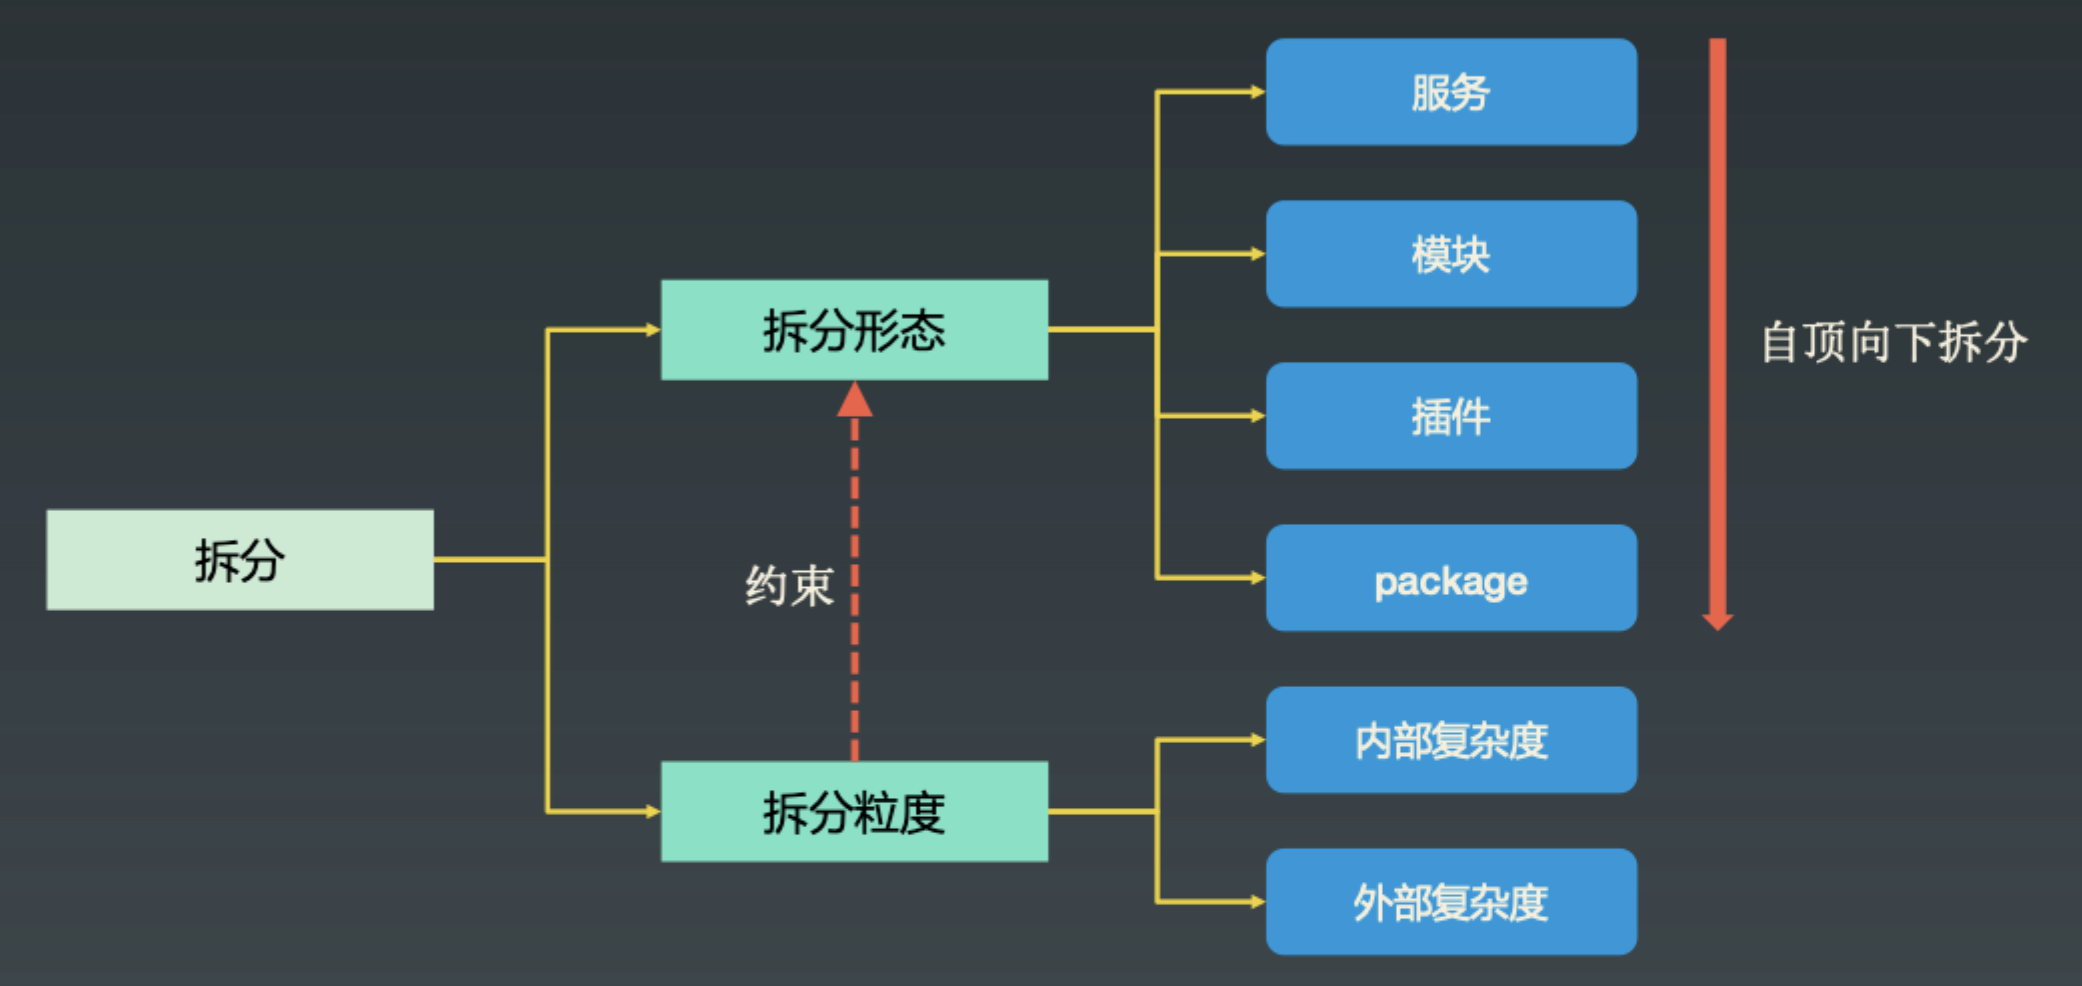 服务
模块
自顶向下拆分
拆分形态
插件
拆分
约束
package
内部复杂度
拆分粒度
外部复杂度